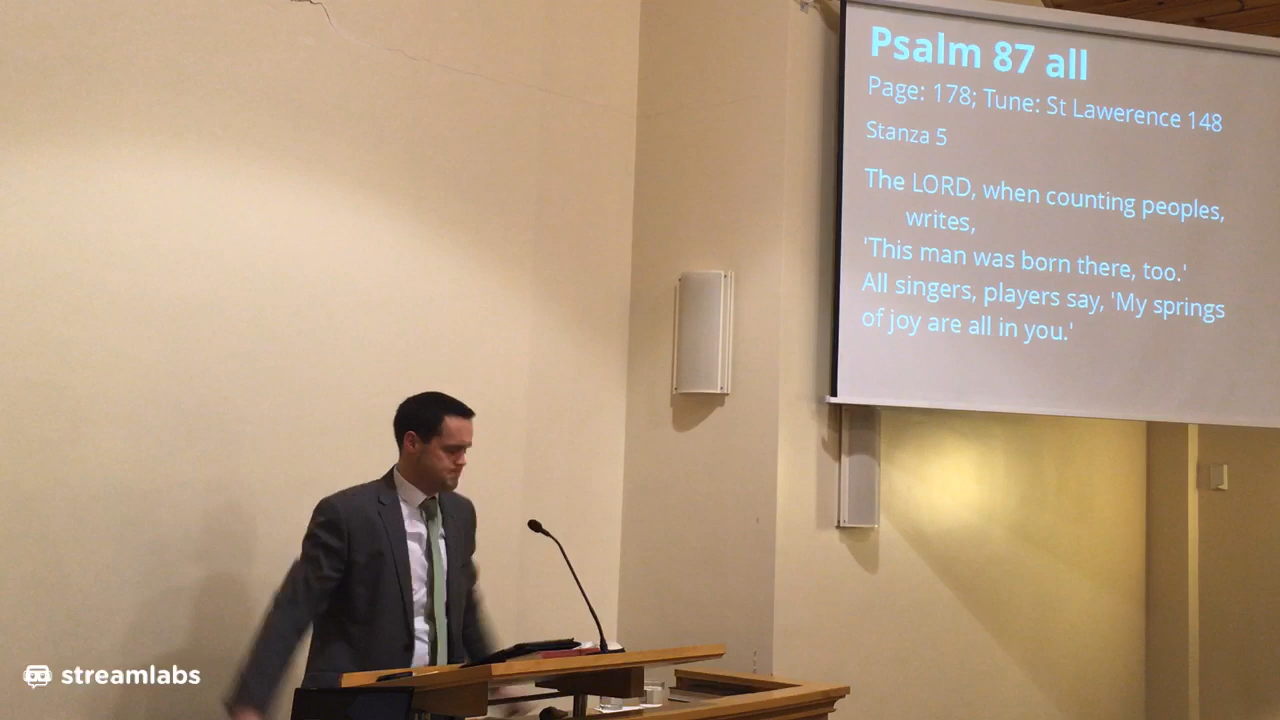 Psalm 87 all
Page: 178; Tune: St Lawerence 148
Stanza 5
The LORD, when counting peoples,
writes,
'This man was born there, too.'
All singers, players say, 'My springs
of joy are all in you.'
streamlabs